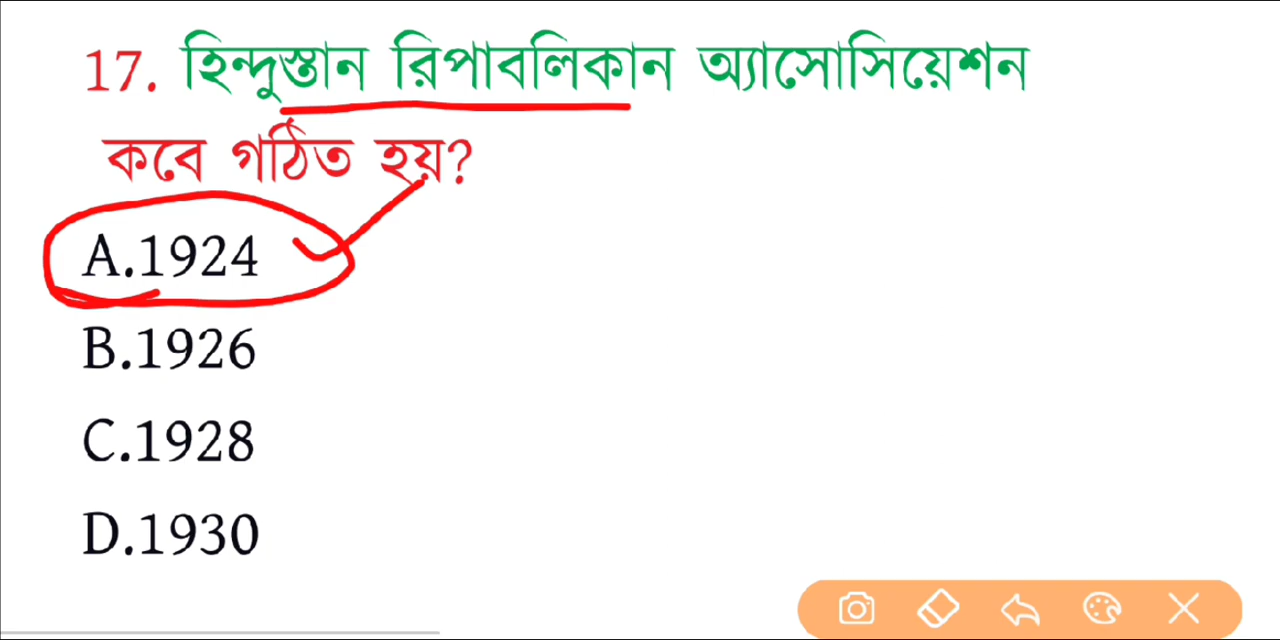 17. হিন্দুস্তান রিপাবলিকান অ্যাসোসিয়েশন
কবে গঠিত হয়?
A.1924
B.1926
C.1928
D.1930